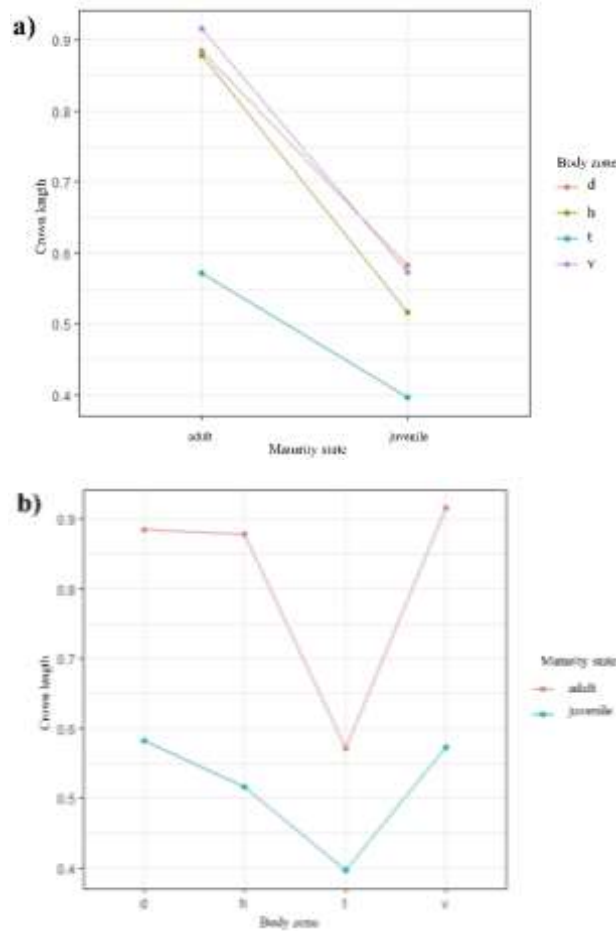 a)
0.9
0.8
0.7
0.6
0.5
0.4
Crown length
adult
juvenile
Maturity state
Body zone
d
h
t
v
b)
0.9
0.8
0.7
0.6
0.5
0.4
Crown length
d
h
t
v
Body zone
Maturity state
adult
juvenile